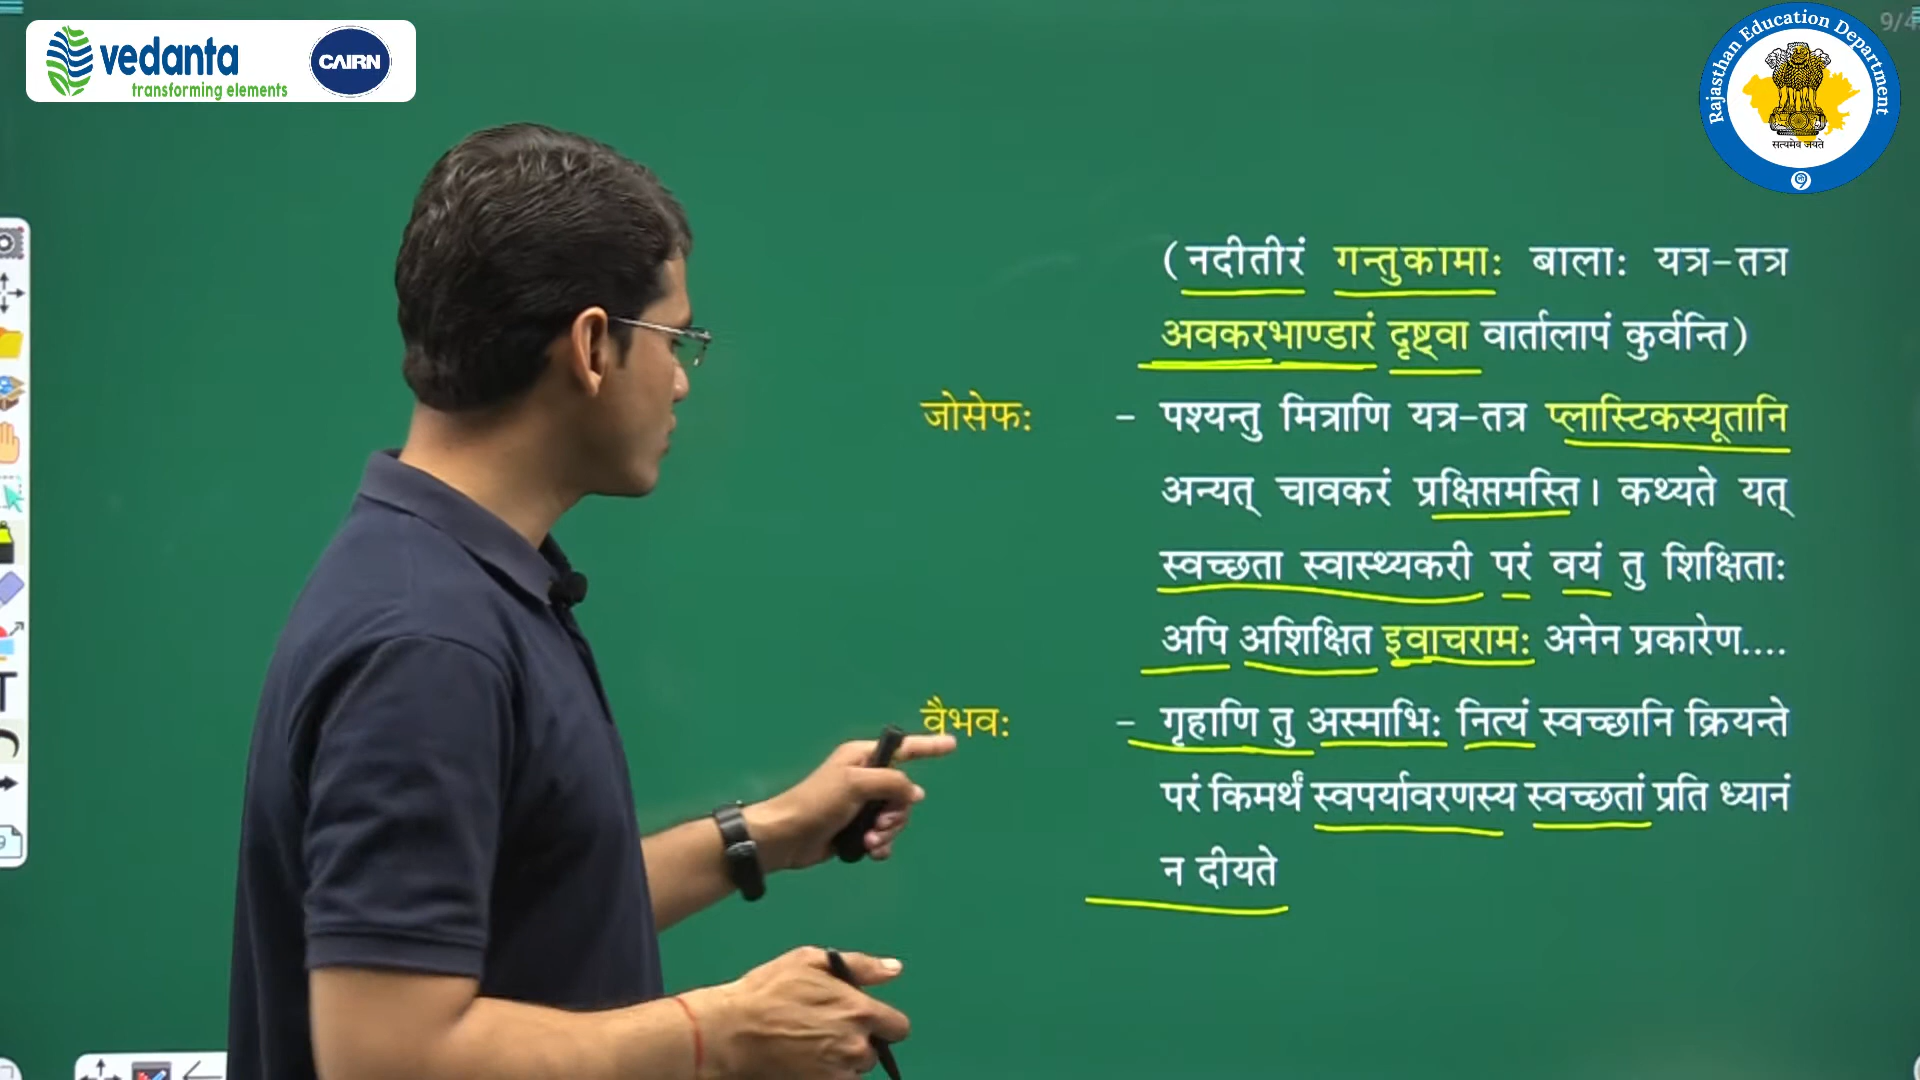 vedanta
transforming elements
CAIRN
Rajasthan Education Department
सत्यमेव जयते
9/4
(नदीतीरं गन्तुकामाः बालाः यत्र-तत्र
अवकरभाण्डारं दृष्ट्वा वार्तालापं कुर्वन्ति)
जोसेफः - पश्यन्तु मित्राणि यत्र-तत्र प्लास्टिकस्यूतानि
अन्यत् चावकरं प्रक्षिप्तमस्ति। कथ्यते यत्
स्वच्छता स्वास्थ्यकरी परं वयं तु शिक्षिताः
अपि अशिक्षित इवाचरामः अनेन प्रकारेण....
वैभवः - गृहाणि तु अस्माभिः नित्यं स्वच्छानि क्रियन्ते
परं किमर्थं स्वपर्यावरणस्य स्वच्छतां प्रति ध्यानं
न दीयते